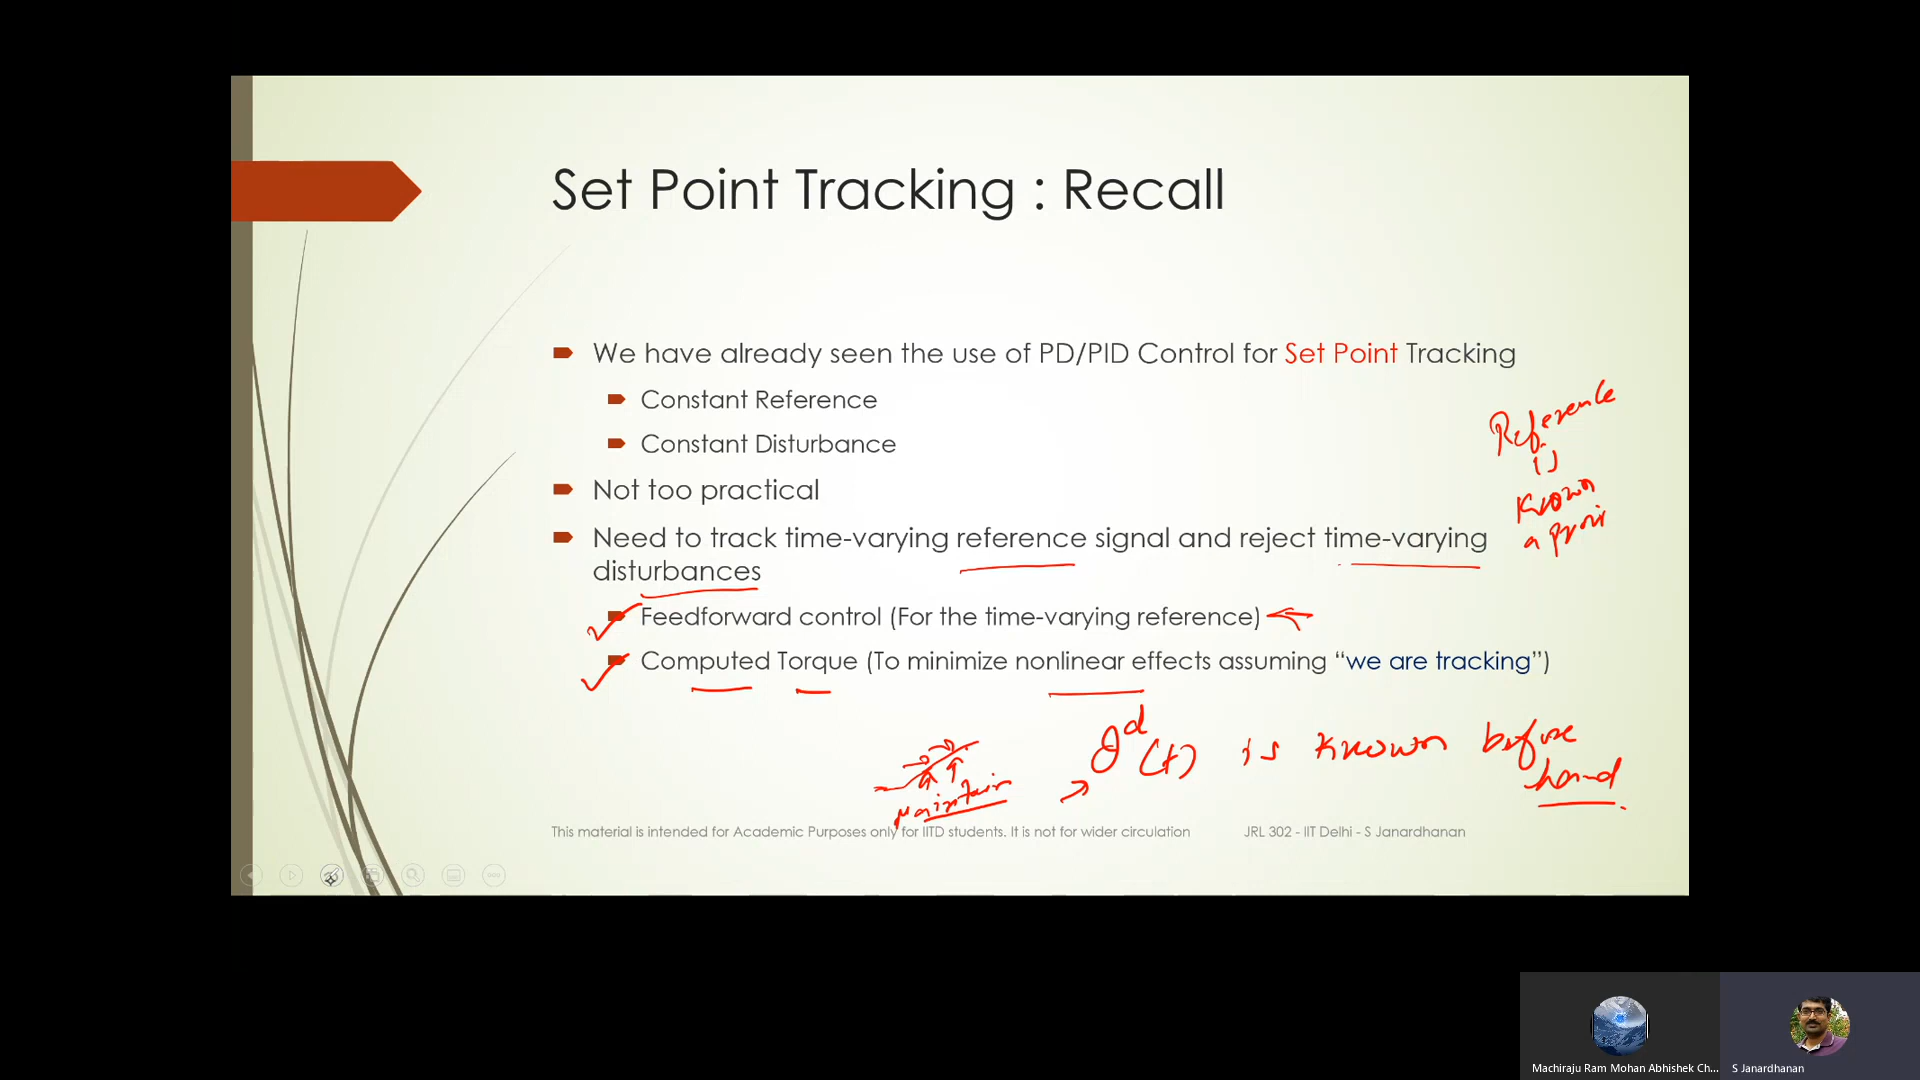 Set Point Tracking : Recall
We have already seen the use of PD/PID Control for Set Point Tracking
Constant Reference
Constant Disturbance
Not too practical
Need to track time-varying reference signal and reject time-varying
disturbances
Feedforward control (For the time-varying reference)
Computed Torque (To minimize nonlinear effects assuming “we are tracking”)
Reference
is
known
a priori
Maintain
θᵈ(t) is known before
hand
This material is intended for Academic Purposes only for IITD students. It is not for wider circulation
JRL 302 - IIT Delhi - S Janardhanan
Machiraju Ram Mohan Abhishek Ch...
S Janardhanan